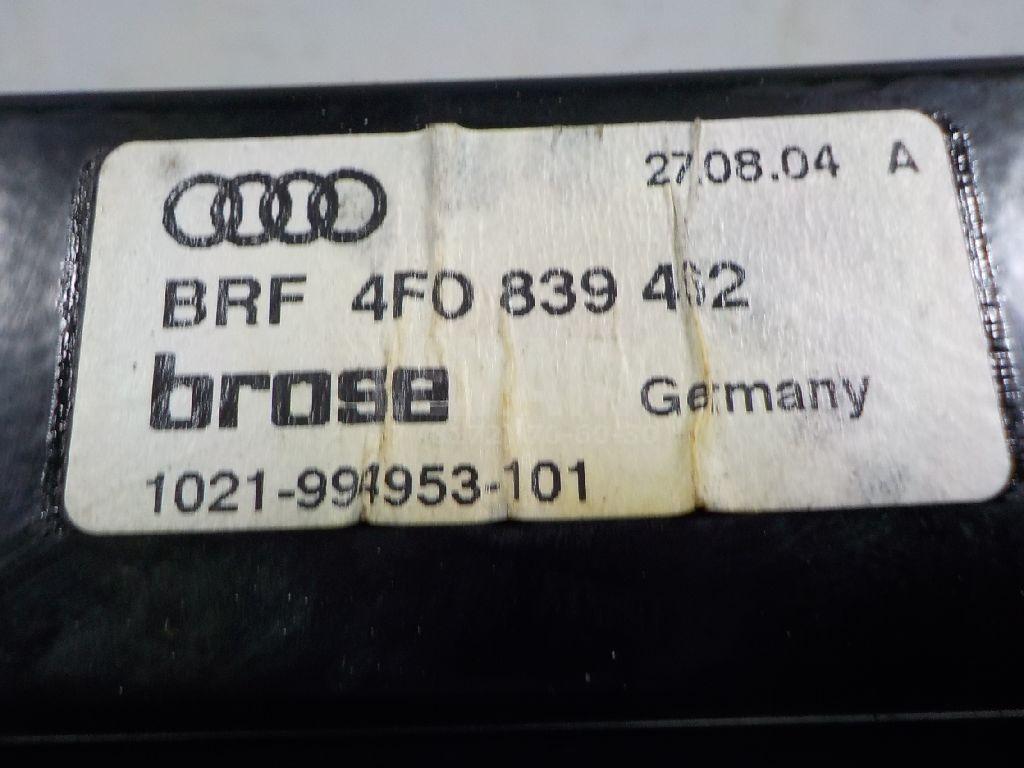 27.08.04 A
BRF 4F0 839 462
brose Germany
1021-994953-101